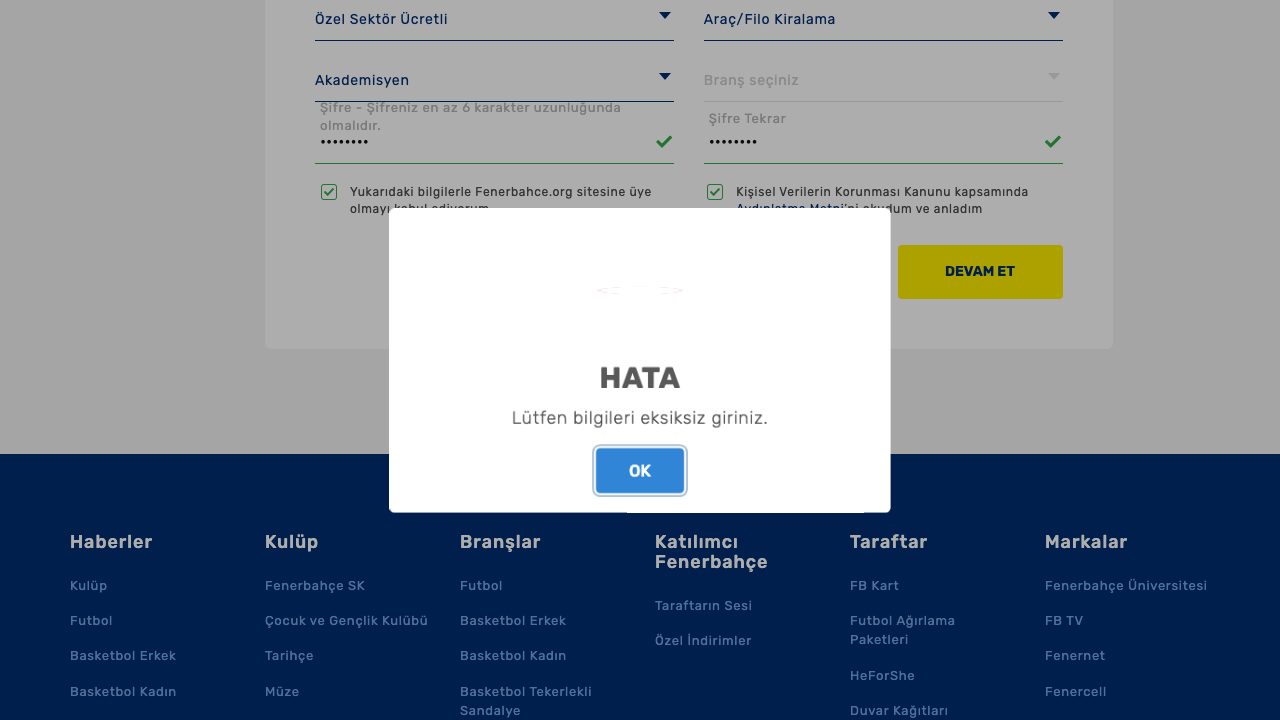 Özel Sektör Ücretli
Araç/Filo Kiralama
Akademisyen
Branş seçiniz
Şifre - Şifreniz en az 6 karakter uzunluğunda
olmalıdır.
Şifre Tekrar
••••••••
••••••••
Yukarıdaki bilgilerle Fenerbahce.org sitesine üye
olmayı kabul ediyorum
Kişisel Verilerin Korunması Kanunu kapsamında
Aydınlatma Metni'ni okudum ve anladım
DEVAM ET
HATA
Lütfen bilgileri eksiksiz giriniz.
OK
Haberler
Kulüp
Futbol
Basketbol Erkek
Basketbol Kadın
Kulüp
Fenerbahçe SK
Çocuk ve Gençlik Kulübü
Tarihçe
Müze
Branşlar
Futbol
Basketbol Erkek
Basketbol Kadın
Basketbol Tekerlekli
Sandalye
Katılımcı
Fenerbahçe
Taraftarın Sesi
Özel İndirimler
Taraftar
FB Kart
Futbol Ağırlama
Paketleri
HeForShe
Duvar Kağıtları
Markalar
Fenerbahçe Üniversitesi
FB TV
Fenernet
Fenercell